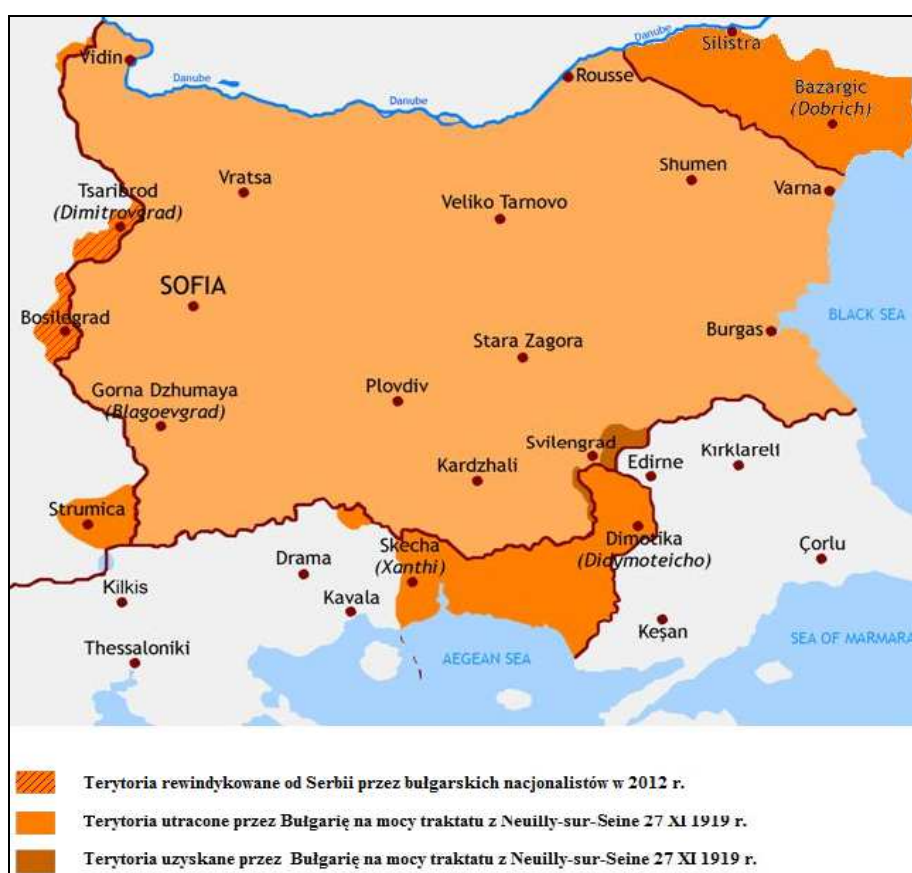 Danube
Silistra
Vidin
Danube
Rousse
Bazargic
(Dobrich)
Danube
Tsaribrod
(Dimitrovgrad)
Vratsa
Shumen
Varna
Veliko Tarnovo
SOFIA
Bosilegrad
BLACK SEA
Burgas
Stara Zagora
Gorna Dzhumaya
(Blagoevgrad)
Plovdiv
Svilengrad
Edirne
Kırklareli
Kardzhali
Strumica
Dimotika
(Didymoteicho)
Skecha
(Xanthi)
Drama
Çorlu
Kilkis
Kavala
Keşan
Thessaloniki
AEGEAN SEA
SEA OF MARMARA
Terytoria rewindykowane od Serbii przez bułgarskich nacjonalistów w 2012 r.
Terytoria utracone przez Bułgarię na mocy traktatu z Neuilly-sur-Seine 27 XI 1919 r.
Terytoria uzyskane przez Bułgarię na mocy traktatu z Neuilly-sur-Seine 27 XI 1919 r.